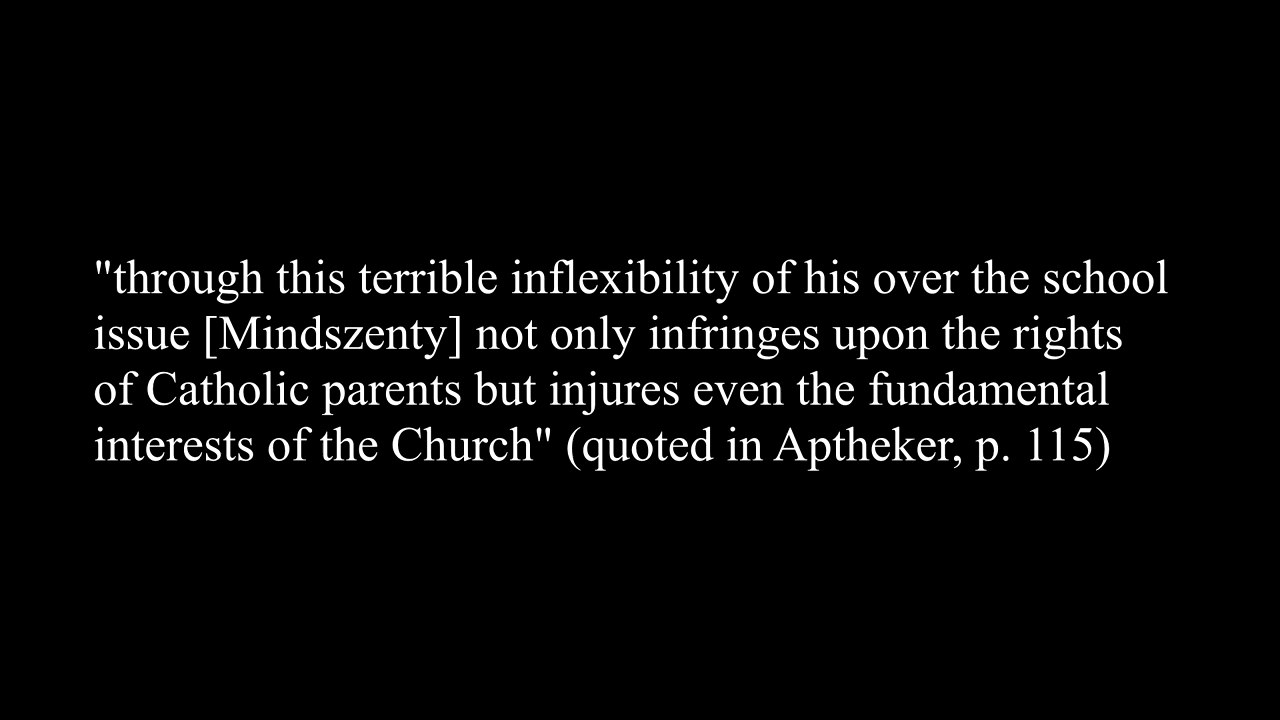 "through this terrible inflexibility of his over the school
issue [Mindszenty] not only infringes upon the rights
of Catholic parents but injures even the fundamental
interests of the Church" (quoted in Aptheker, p. 115)